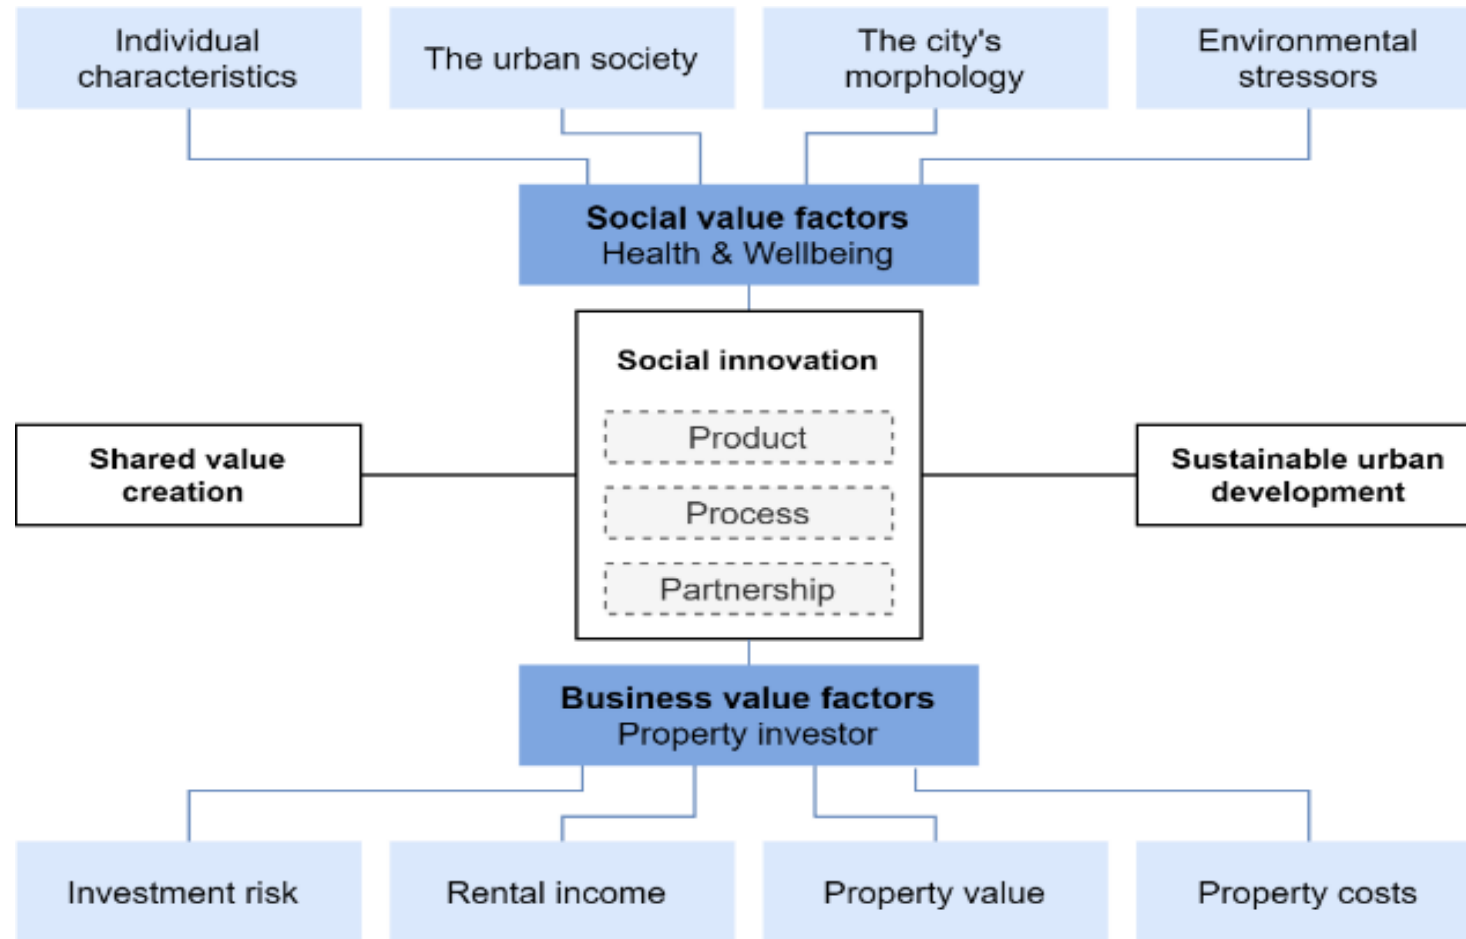 Individual
characteristics
The urban society
The city's
morphology
Environmental
stressors
Social value factors
Health & Wellbeing
Social innovation
Product
Process
Partnership
Shared value
creation
Sustainable urban
development
Business value factors
Property investor
Investment risk
Rental income
Property value
Property costs